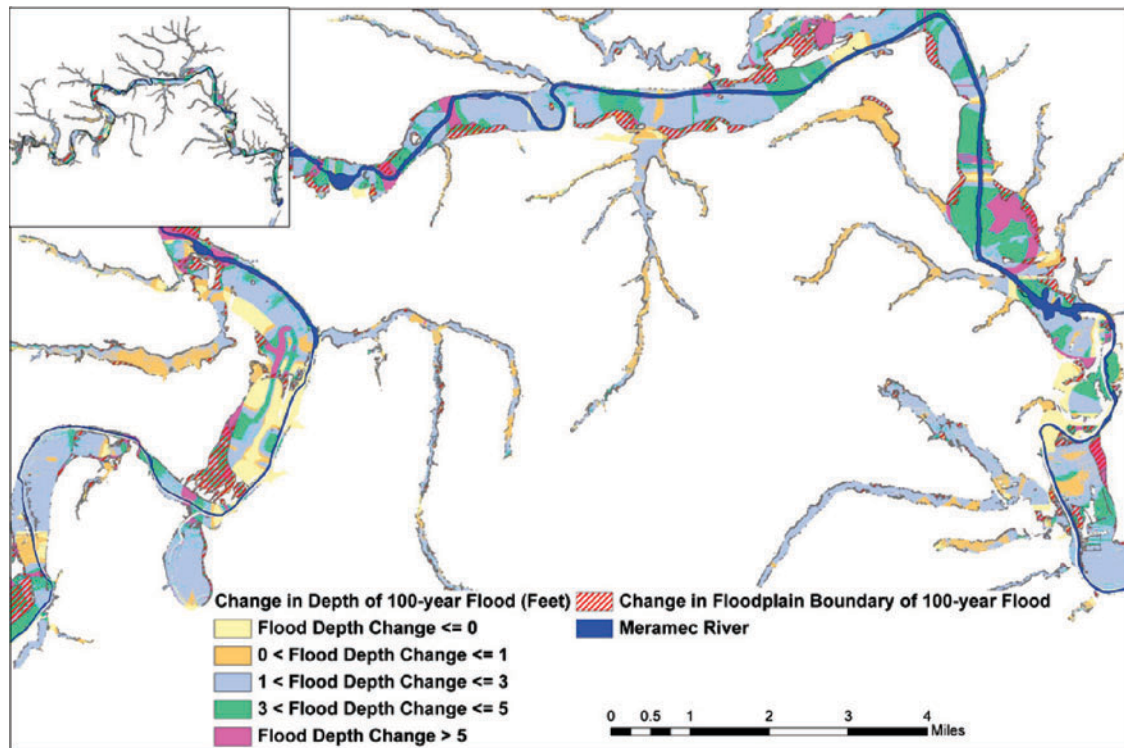 Change in Depth of 100-year Flood (Feet)
Flood Depth Change <= 0
0 < Flood Depth Change <= 1
1 < Flood Depth Change <= 3
3 < Flood Depth Change <= 5
Flood Depth Change > 5
Change in Floodplain Boundary of 100-year Flood
Meramec River
0 0.5 1 2 3 4
Miles